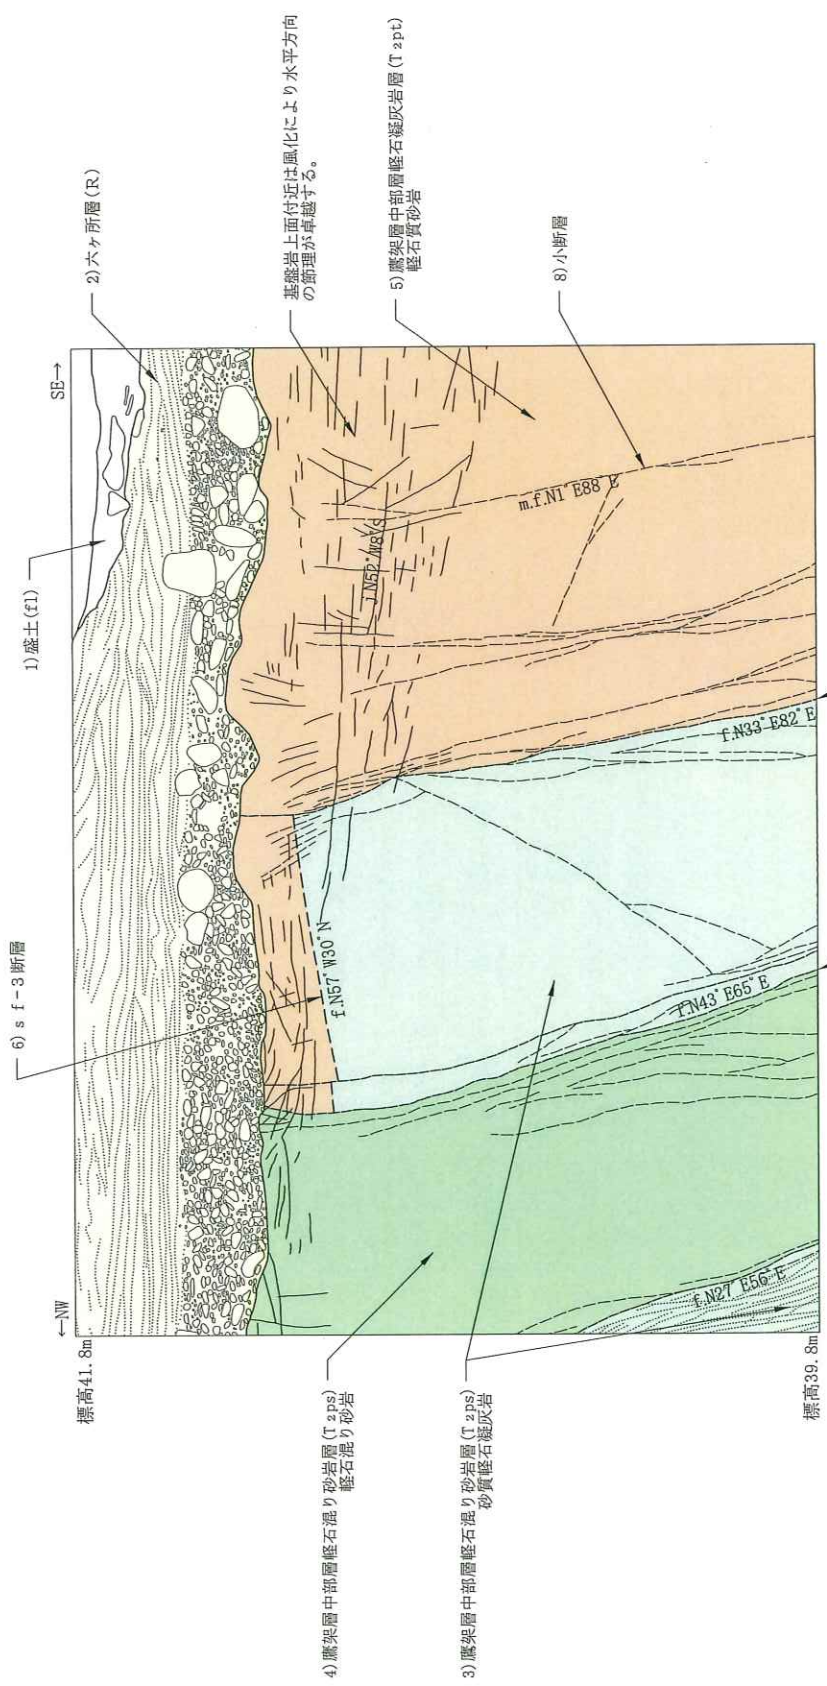 ←NW
SE→
標高41.8m
標高39.8m
1) 盛土(fl)
2) 六ヶ所層(R)
基盤岩上面付近は風化により水平方向
の節理が卓越する。
5) 鷹架層中部層軽石凝灰岩層(T2pt)
軽石質砂岩
8) 小断層
6) sf-3断層
4) 鷹架層中部層軽石混り砂岩層(T2ps)
軽石混り砂岩
3) 鷹架層中部層軽石混り砂岩層(T2ps)
砂質軽石凝灰岩
f.N57°W30°N
j.N52°W8°S
m.f.N1°E88°E
f.N33°E82°E
f.N43°E65°E
f.N27°E56°E